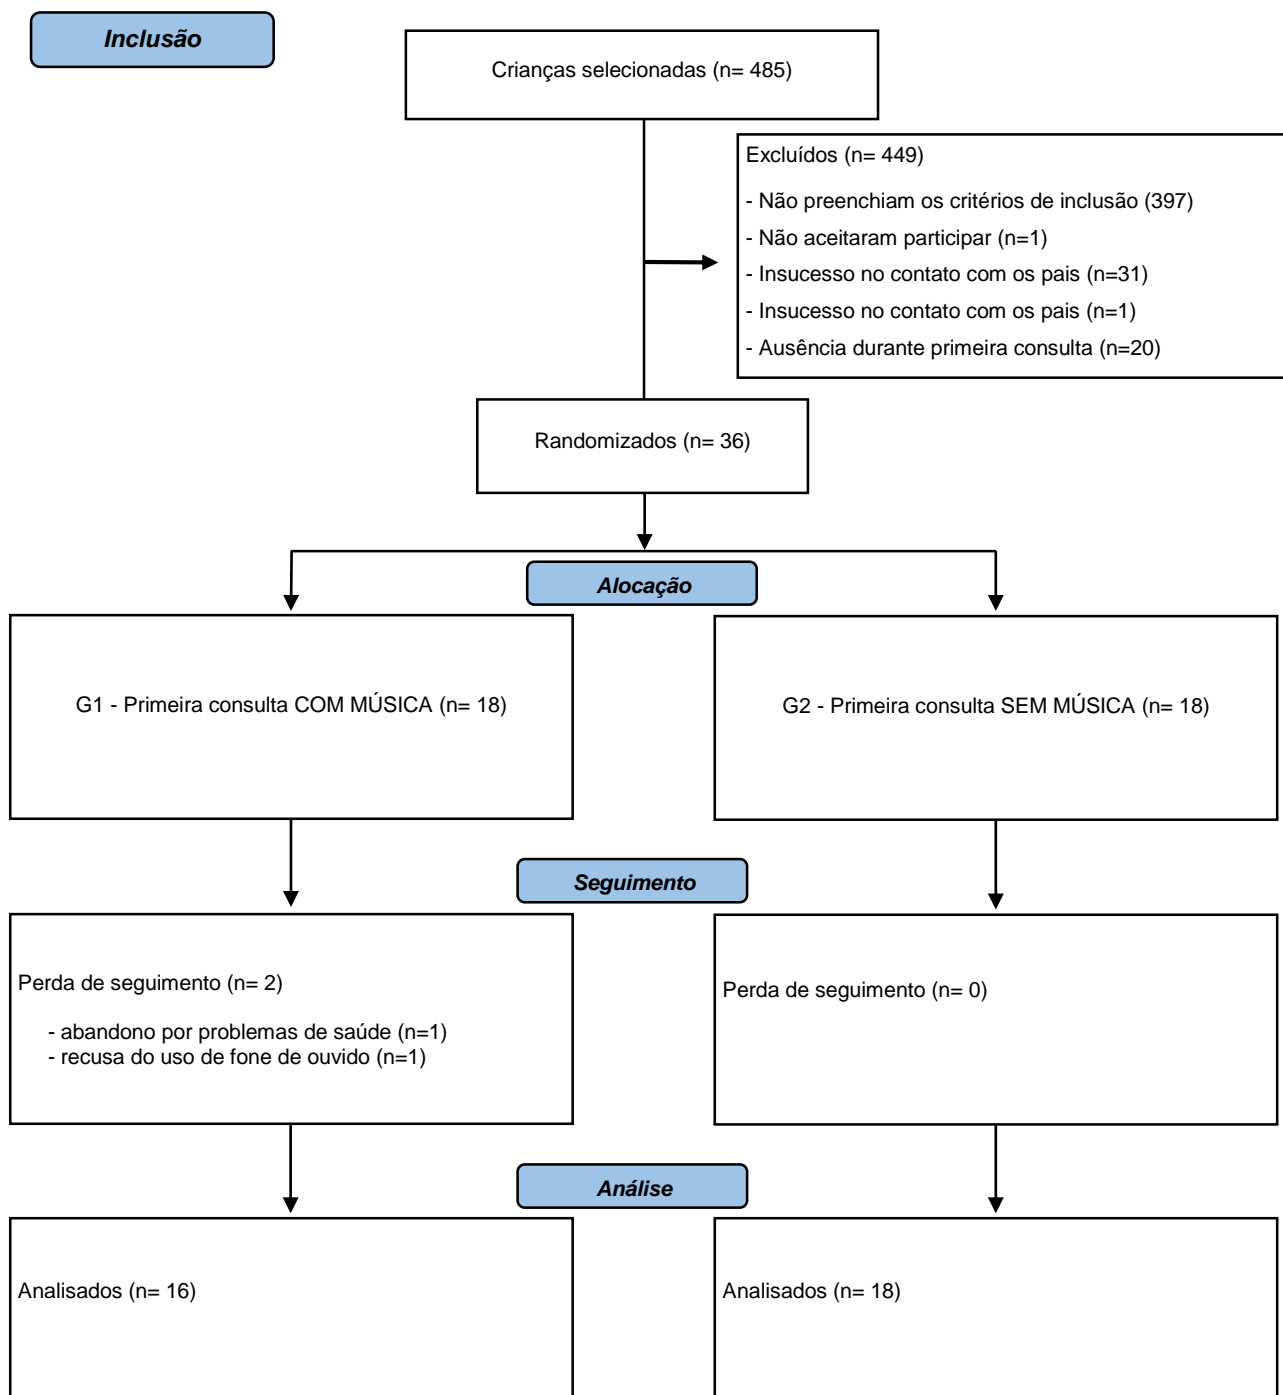 Inclusão
Crianças selecionadas (n= 485)
Excluídos (n= 449)
- Não preenchiam os critérios de inclusão (397)
- Não aceitaram participar (n=1)
- Insucesso no contato com os pais (n=31)
- Insucesso no contato com os pais (n=1)
- Ausência durante primeira consulta (n=20)
Randomizados (n= 36)
Alocação
G1 - Primeira consulta COM MÚSICA (n= 18)
G2 - Primeira consulta SEM MÚSICA (n= 18)
Seguimento
Perda de seguimento (n= 2)
- abandono por problemas de saúde (n=1)
- recusa do uso de fone de ouvido (n=1)
Perda de seguimento (n= 0)
Análise
Analisados (n= 16)
Analisados (n= 18)